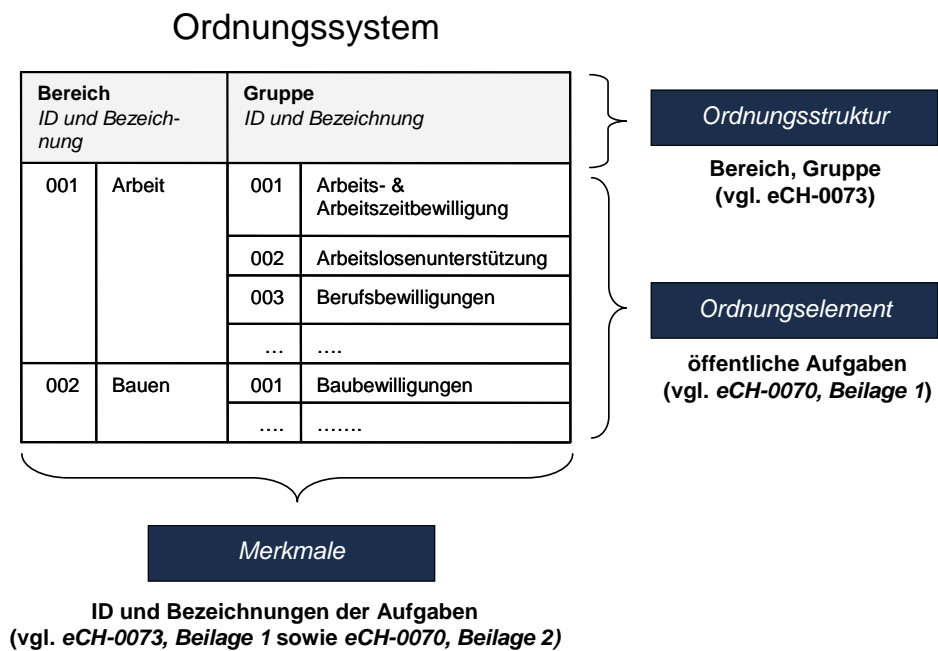 Ordnungssystem
Bereich
ID und Bezeich-
nung
Gruppe
ID und Bezeichnung
Ordnungsstruktur
Bereich, Gruppe
(vgl. eCH-0073)
001 Arbeit 001 Arbeits- &
Arbeitszeitbewilligung
002 Arbeitslosenunterstützung
003 Berufsbewilligungen
... ....
002 Bauen 001 Baubewilligungen
.... .......
Ordnungselement
öffentliche Aufgaben
(vgl. eCH-0070, Beilage 1)
Merkmale
ID und Bezeichnungen der Aufgaben
(vgl. eCH-0073, Beilage 1 sowie eCH-0070, Beilage 2)